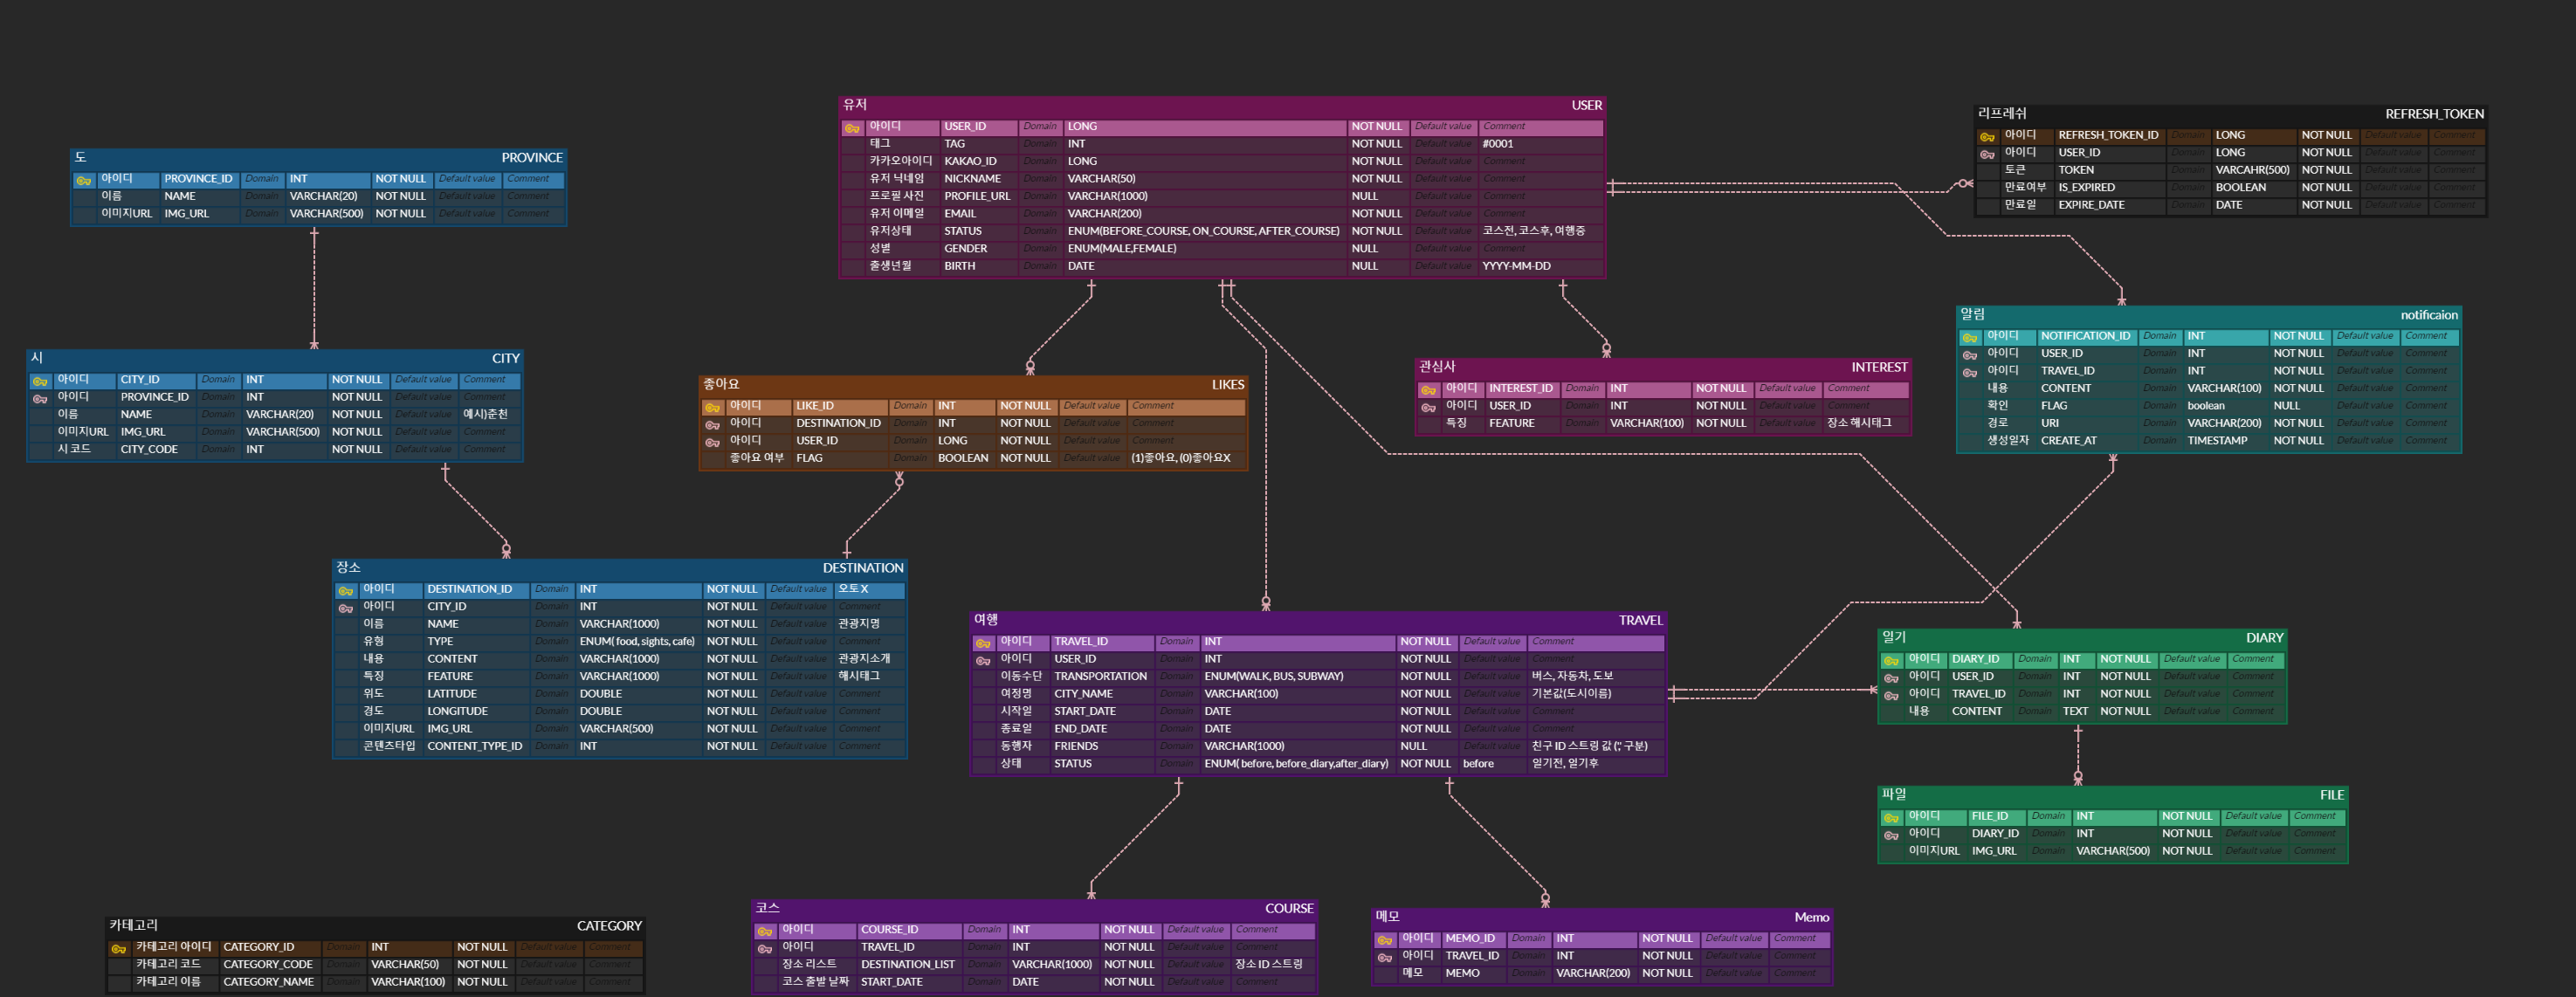 유저 USER
아이디 USER_ID Domain LONG NOT NULL Default value Comment
태그 TAG Domain INT NOT NULL Default value #0001
카카오아이디 KAKAO_ID Domain LONG NOT NULL Default value Comment
유저 닉네임 NICKNAME Domain VARCHAR(50) NOT NULL Default value Comment
프로필 사진 PROFILE_URL Domain VARCHAR(1000) NULL Default value Comment
유저 이메일 EMAIL Domain VARCHAR(200) NOT NULL Default value Comment
유저상태 STATUS Domain ENUM(BEFORE_COURSE, ON_COURSE, AFTER_COURSE) NOT NULL Default value 코스전, 코스후, 여행중
성별 GENDER Domain ENUM(MALE,FEMALE) NULL Default value Comment
출생년월 BIRTH Domain DATE NULL Default value YYYY-MM-DD
리프레쉬 REFRESH_TOKEN
아이디 REFRESH_TOKEN_ID Domain LONG NOT NULL Default value Comment
아이디 USER_ID Domain LONG NOT NULL Default value Comment
토큰 TOKEN Domain VARCAHR(500) NOT NULL Default value Comment
만료여부 IS_EXPIRED Domain BOOLEAN NOT NULL Default value Comment
만료일 EXPIRE_DATE Domain DATE NOT NULL Default value Comment
도 PROVINCE
아이디 PROVINCE_ID Domain INT NOT NULL Default value Comment
이름 NAME Domain VARCHAR(20) NOT NULL Default value Comment
이미지URL IMG_URL Domain VARCHAR(500) NOT NULL Default value Comment
알림 notificaion
아이디 NOTIFICATION_ID Domain INT NOT NULL Default value Comment
아이디 USER_ID Domain INT NOT NULL Default value Comment
아이디 TRAVEL_ID Domain INT NOT NULL Default value Comment
내용 CONTENT Domain VARCHAR(100) NOT NULL Default value Comment
확인 FLAG Domain boolean NULL Default value Comment
경로 URI Domain VARCHAR(200) NOT NULL Default value Comment
생성일자 CREATE_AT Domain TIMESTAMP NOT NULL Default value Comment
시 CITY
아이디 CITY_ID Domain INT NOT NULL Default value Comment
아이디 PROVINCE_ID Domain INT NOT NULL Default value Comment
이름 NAME Domain VARCHAR(20) NOT NULL Default value 예시)춘천
이미지URL IMG_URL Domain VARCHAR(500) NOT NULL Default value Comment
시 코드 CITY_CODE Domain INT NOT NULL Default value Comment
좋아요 LIKES
아이디 LIKE_ID Domain INT NOT NULL Default value Comment
아이디 DESTINATION_ID Domain INT NOT NULL Default value Comment
아이디 USER_ID Domain LONG NOT NULL Default value Comment
좋아요 여부 FLAG Domain BOOLEAN NOT NULL Default value (1)좋아요, (0)좋아요X
관심사 INTEREST
아이디 INTEREST_ID Domain INT NOT NULL Default value Comment
아이디 USER_ID Domain INT NOT NULL Default value Comment
특징 FEATURE Domain VARCHAR(100) NOT NULL Default value 장소 해시태그
장소 DESTINATION
아이디 DESTINATION_ID Domain INT NOT NULL Default value 오토 X
아이디 CITY_ID Domain INT NOT NULL Default value Comment
이름 NAME Domain VARCHAR(1000) NOT NULL Default value 관광지명
유형 TYPE Domain ENUM( food, sights, cafe) NOT NULL Default value Comment
내용 CONTENT Domain VARCHAR(1000) NOT NULL Default value 관광지소개
특징 FEATURE Domain VARCHAR(1000) NOT NULL Default value 해시태그
위도 LATITUDE Domain DOUBLE NOT NULL Default value Comment
경도 LONGITUDE Domain DOUBLE NOT NULL Default value Comment
이미지URL IMG_URL Domain VARCHAR(500) NOT NULL Default value Comment
콘텐츠타입 CONTENT_TYPE_ID Domain INT NOT NULL Default value Comment
여행 TRAVEL
아이디 TRAVEL_ID Domain INT NOT NULL Default value Comment
아이디 USER_ID Domain INT NOT NULL Default value Comment
이동수단 TRANSPORTATION Domain ENUM(WALK, BUS, SUBWAY) NOT NULL Default value 버스, 자동차, 도보
여정명 CITY_NAME Domain VARCHAR(100) NOT NULL Default value 기본값(도시이름)
시작일 START_DATE Domain DATE NOT NULL Default value Comment
종료일 END_DATE Domain DATE NOT NULL Default value Comment
동행자 FRIENDS Domain VARCHAR(1000) NULL Default value 친구 ID 스트링 값 (',' 구분)
상태 STATUS Domain ENUM( before, before_diary,after_diary) NOT NULL before 일기전, 일기후
일기 DIARY
아이디 DIARY_ID Domain INT NOT NULL Default value Comment
아이디 USER_ID Domain INT NOT NULL Default value Comment
아이디 TRAVEL_ID Domain INT NOT NULL Default value Comment
내용 CONTENT Domain TEXT NOT NULL Default value Comment
파일 FILE
아이디 FILE_ID Domain INT NOT NULL Default value Comment
아이디 DIARY_ID Domain INT NOT NULL Default value Comment
이미지URL IMG_URL Domain VARCHAR(500) NOT NULL Default value Comment
카테고리 CATEGORY
카테고리 아이디 CATEGORY_ID Domain INT NOT NULL Default value Comment
카테고리 코드 CATEGORY_CODE Domain VARCHAR(50) NOT NULL Default value Comment
카테고리 이름 CATEGORY_NAME Domain VARCHAR(100) NOT NULL Default value Comment
코스 COURSE
아이디 COURSE_ID Domain INT NOT NULL Default value Comment
아이디 TRAVEL_ID Domain INT NOT NULL Default value Comment
장소 리스트 DESTINATION_LIST Domain VARCHAR(1000) NOT NULL Default value 장소 ID 스트링
코스 출발 날짜 START_DATE Domain DATE NOT NULL Default value Comment
메모 Memo
아이디 MEMO_ID Domain INT NOT NULL Default value Comment
아이디 TRAVEL_ID Domain INT NOT NULL Default value Comment
메모 MEMO Domain VARCHAR(200) NOT NULL Default value Comment